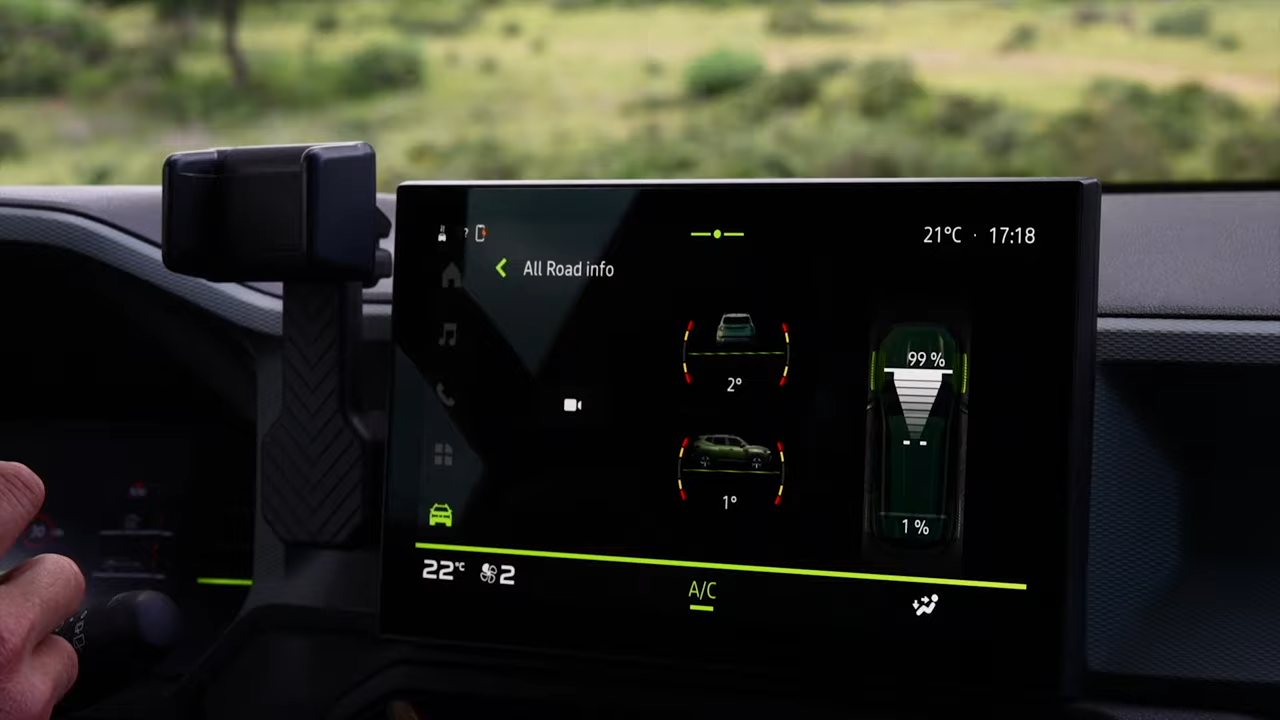 ?
21°C · 17:18
All Road info
99 %
2°
1°
1 %
22°C 2
A/C